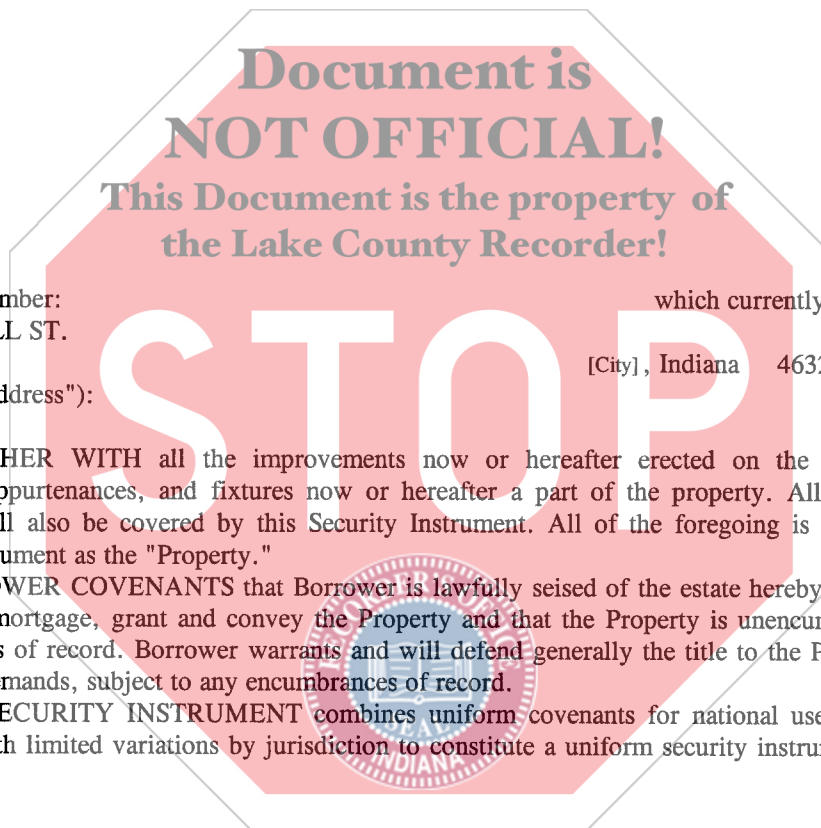 Document is
NOT OFFICIAL!
This Document is the property of
the Lake County Recorder!
STOP
mber: which currently
LL ST.
[City] , Indiana 4632
ddress"):
HER WITH all the improvements now or hereafter erected on the
ppurtenances, and fixtures now or hereafter a part of the property. All
ll also be covered by this Security Instrument. All of the foregoing is
ument as the "Property."
OWER COVENANTS that Borrower is lawfully seised of the estate hereby
mortgage, grant and convey the Property and that the Property is unencum
s of record. Borrower warrants and will defend generally the title to the P
mands, subject to any encumbrances of record.
ECURITY INSTRUMENT combines uniform covenants for national use
th limited variations by jurisdiction to constitute a uniform security instru
RECORDER'S OFFICE
SEAL
INDIANA